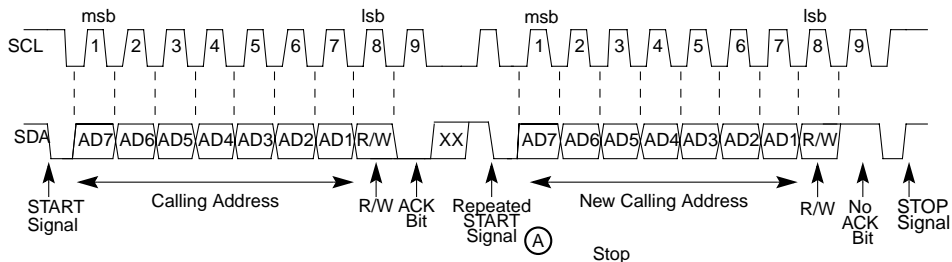 msb lsb msb lsb
SCL 1 2 3 4 5 6 7 8 9 1 2 3 4 5 6 7 8 9
SDA AD7 AD6 AD5 AD4 AD3 AD2 AD1 R/W XX AD7 AD6 AD5 AD4 AD3 AD2 AD1 R/W
START Signal
Calling Address
R/W
ACK Bit
Repeated START Signal
A
New Calling Address
R/W
No ACK Bit
STOP Signal
Stop